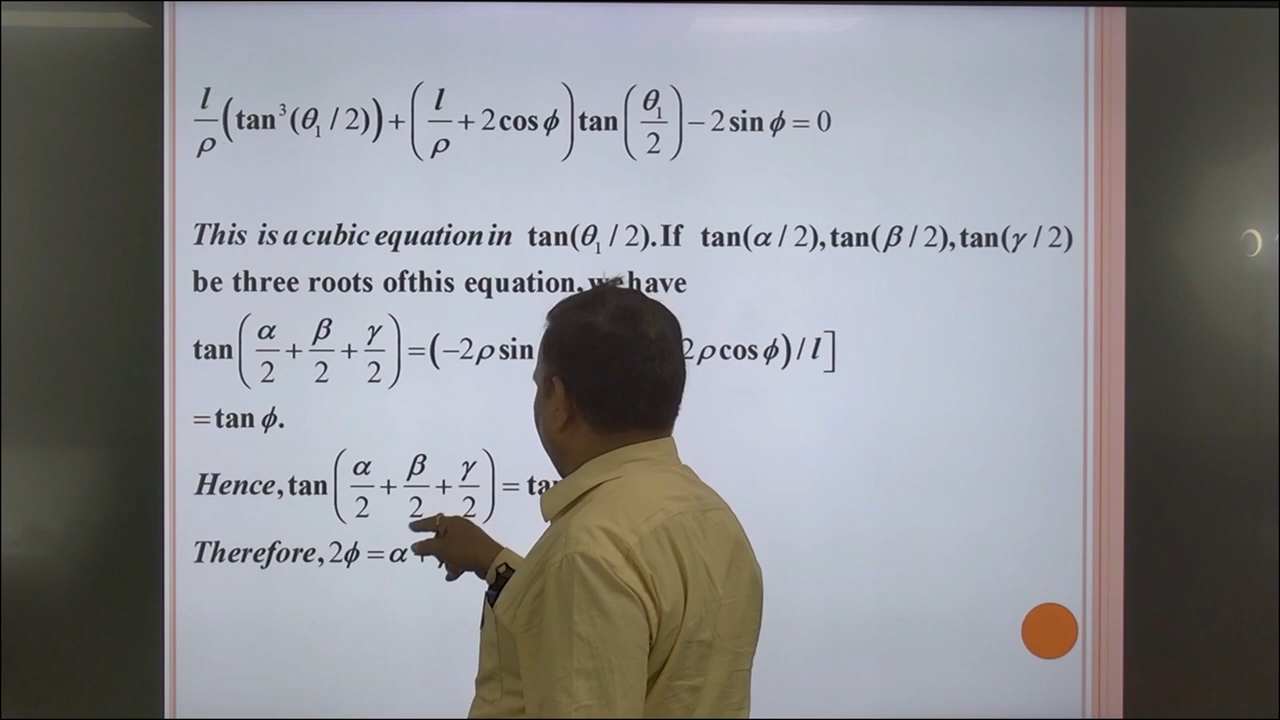 l/ρ (tan³(θ₁ / 2)) + (l/ρ + 2cos ϕ) tan(θ₁/2) − 2 sin ϕ = 0
This is a cubic equation in tan(θ₁ / 2). If tan(α / 2), tan(β / 2), tan(γ / 2)
be three roots ofthis equation, we have
tan(α/2 + β/2 + γ/2) = (−2ρ sin 2ρ cos ϕ) / l]
= tan ϕ.
Hence, tan(α/2 + β/2 + γ/2) =
Therefore, 2ϕ = α +